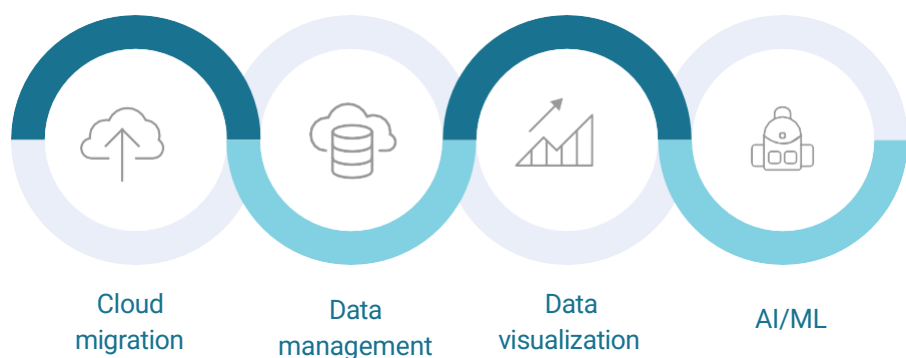 Cloud
migration
Data
management
Data
visualization
AI/ML